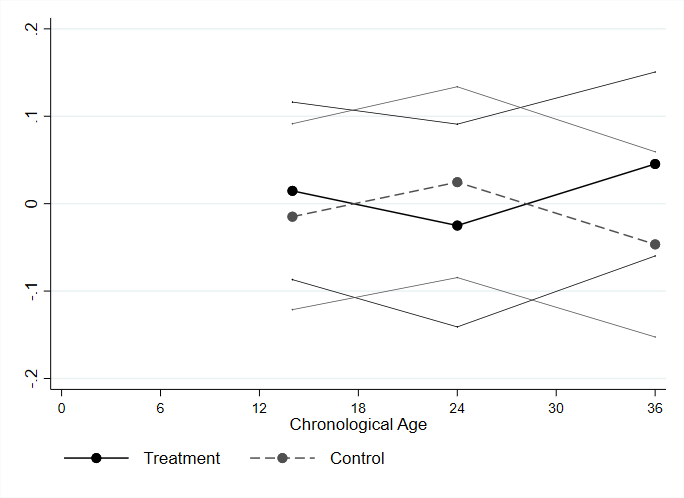 .2
.1
0
-.1
-.2
0 6 12 18 24 30 36
Chronological Age
Treatment Control